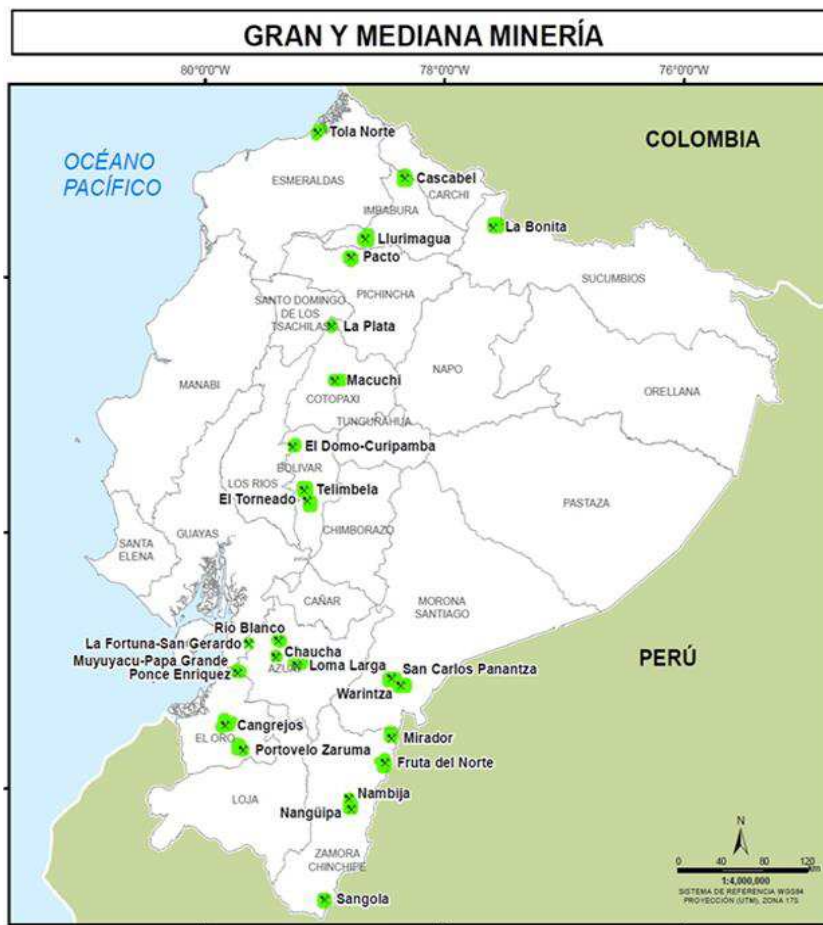 GRAN Y MEDIANA MINERÍA
80°0'0"W
78°0'0"W
76°0'0"W
OCÉANO
PACÍFICO
COLOMBIA
Tola Norte
ESMERALDAS
Cascabel
CARCHI
IMBABURA
La Bonita
Llurimagua
Pacto
SUCUMBIOS
PICHINCHA
SANTO DOMINGO
DE LOS
TSACHILAS
La Plata
NAPO
MANABI
Macuchi
COTOPAXI
ORELLANA
TUNGURAHUA
El Domo-Curipamba
BOLIVAR
LOS RIOS
Telimbela
El Torneado
PASTAZA
CHIMBORAZO
GUAYAS
SANTA
ELENA
CAÑAR
MORONA
SANTIAGO
Río Blanco
La Fortuna-San Gerardo
Chaucha
Muyuyacu-Papa Grande
Loma Larga
AZUAY
Ponce Enriquez
San Carlos Panantza
Warintza
PERÚ
Cangrejos
EL ORO
Mirador
Portovelo Zaruma
Fruta del Norte
LOJA
Nambija
Nangüipa
ZAMORA
CHINCHIPE
Sangola
N
0 40 80 120
km
1:4,000,000
SISTEMA DE REFERENCIA WGS84
PROYECCIÓN (UTM), ZONA 17S